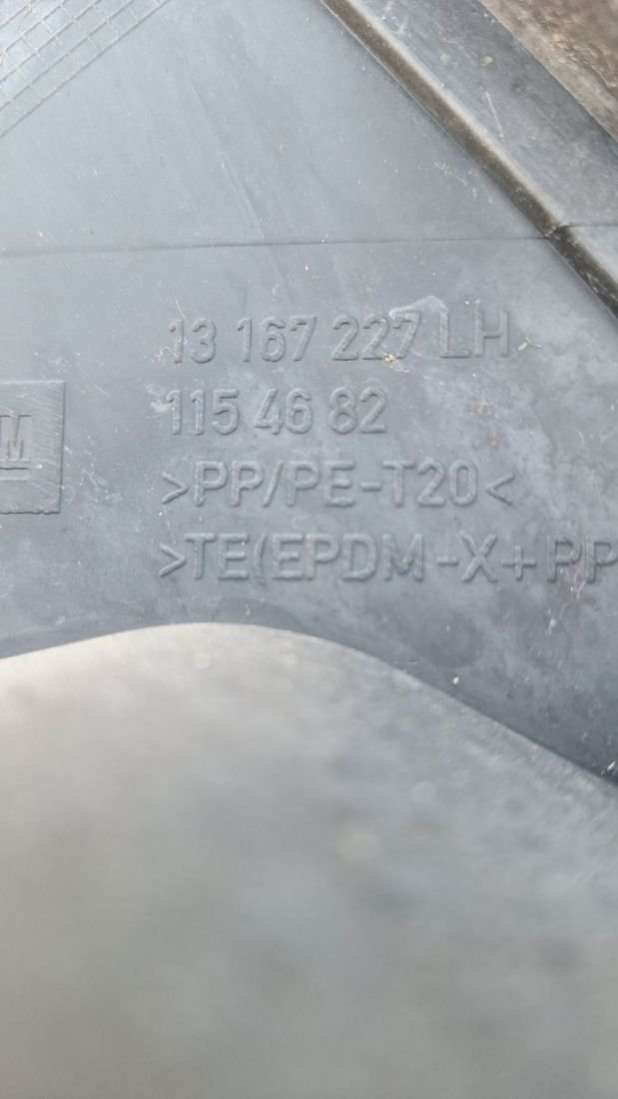 13 167 227 LH
115 46 82
>PP/PE-T20<
>TE(EPDM-X+PP